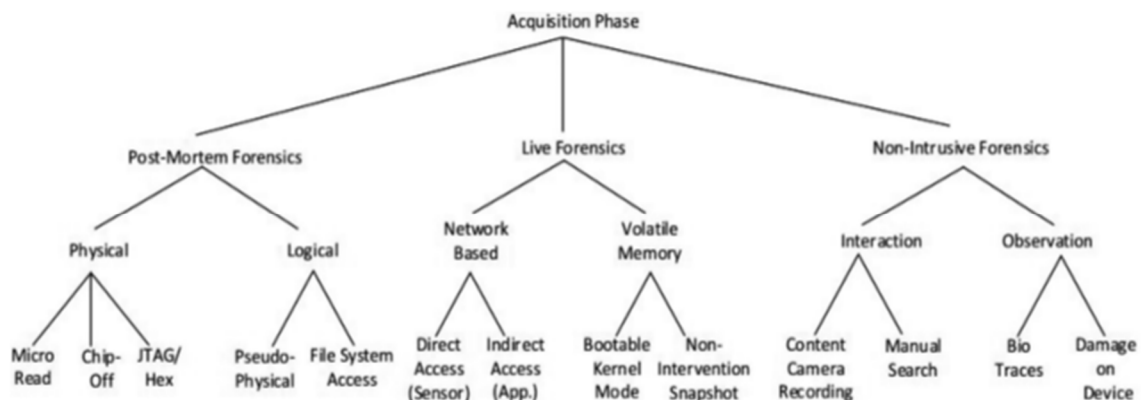 Acquisition Phase
Post-Mortem Forensics
Live Forensics
Non-Intrusive Forensics
Physical
Logical
Network
Based
Volatile
Memory
Interaction
Observation
Micro
Read
Chip-
Off
JTAG/
Hex
Pseudo-
Physical
File System
Access
Direct
Access
(Sensor)
Indirect
Access
(App.)
Bootable
Kernel
Mode
Non-
Intervention
Snapshot
Content
Camera
Recording
Manual
Search
Bio
Traces
Damage
on
Device